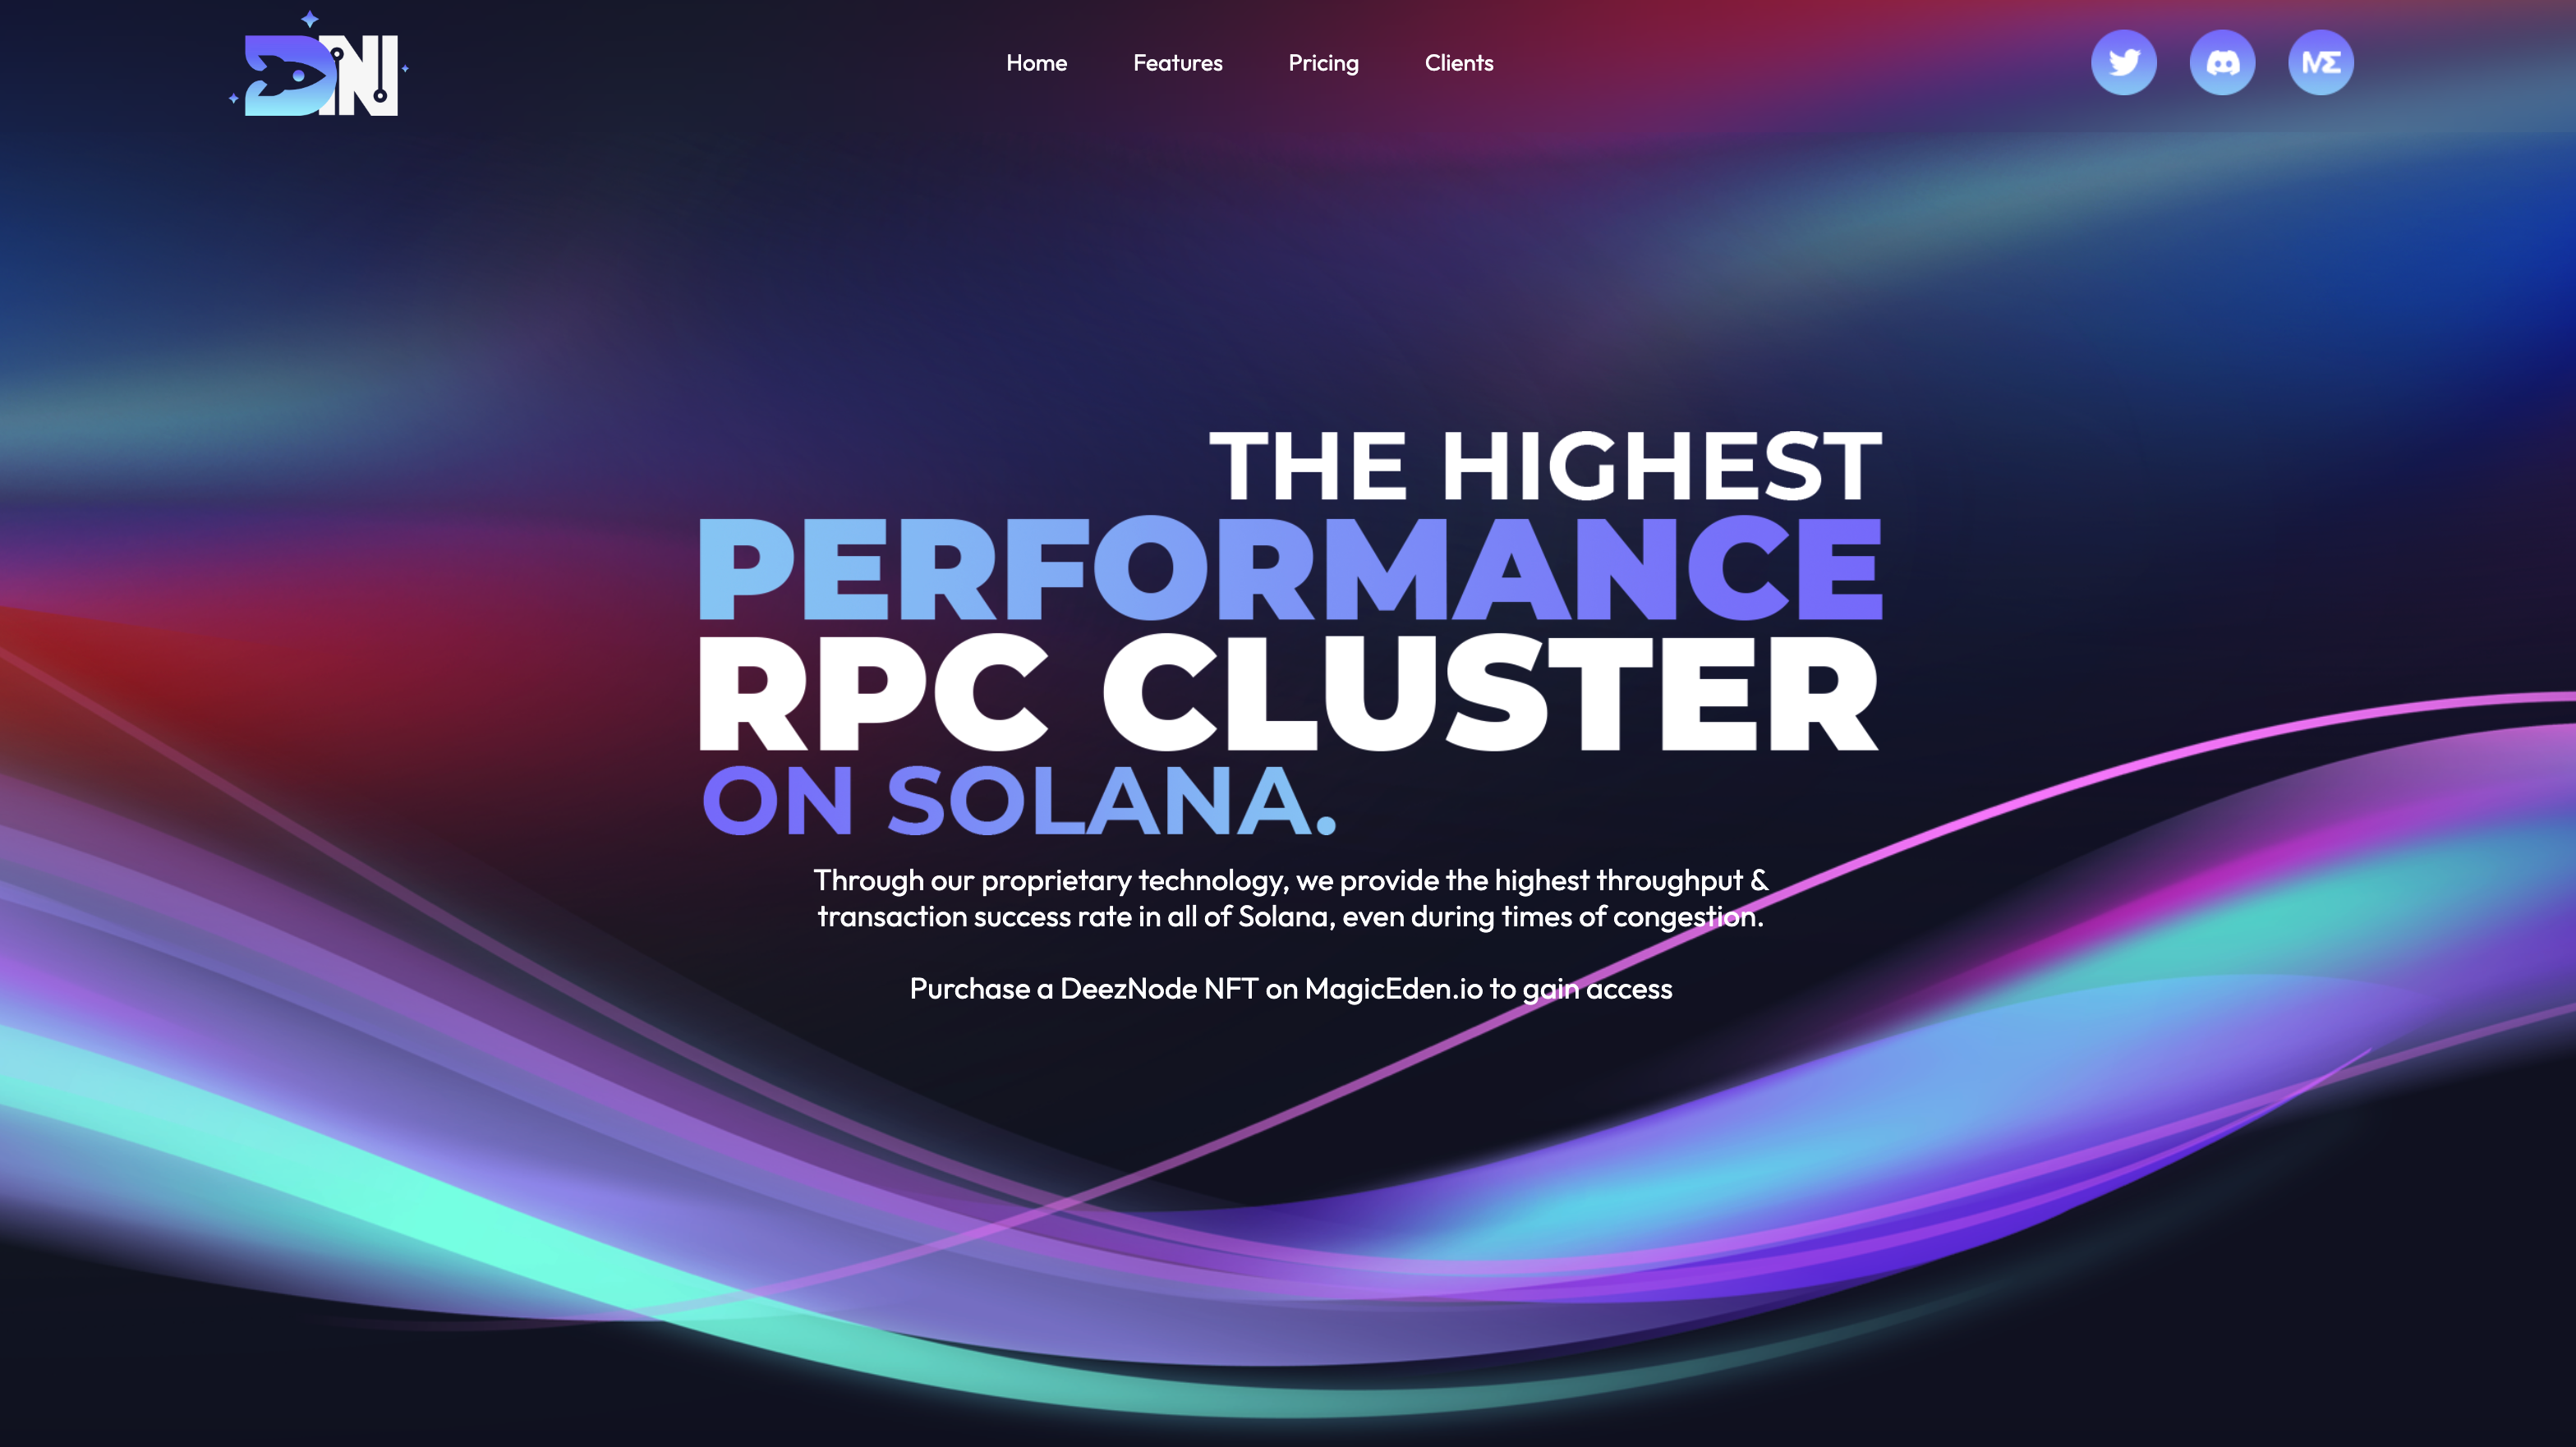 DN
Home Features Pricing Clients
ME
THE HIGHEST
PERFORMANCE
RPC CLUSTER
ON SOLANA.
Through our proprietary technology, we provide the highest throughput &
transaction success rate in all of Solana, even during times of congestion.
Purchase a DeezNode NFT on MagicEden.io to gain access